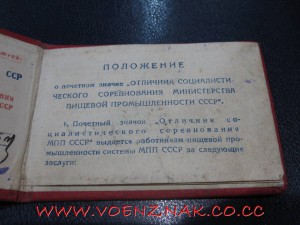 ПОЛОЖЕНИЕ
о почетном значке „ОТЛИЧНИК СОЦИАЛИСТИ-
ЧЕСКОГО СОРЕВНОВАНИЯ МИНИСТЕРСТВА
ПИЩЕВОЙ ПРОМЫШЛЕННОСТИ СССР".
1. Почетный значок „Отличник со-
циалистического соревнования
МПП СССР" выдается работникам пищевой про-
мышленности системы МПП СССР за следующие
заслуги:
СССР
WWW.VOENZNAK.CO.CC